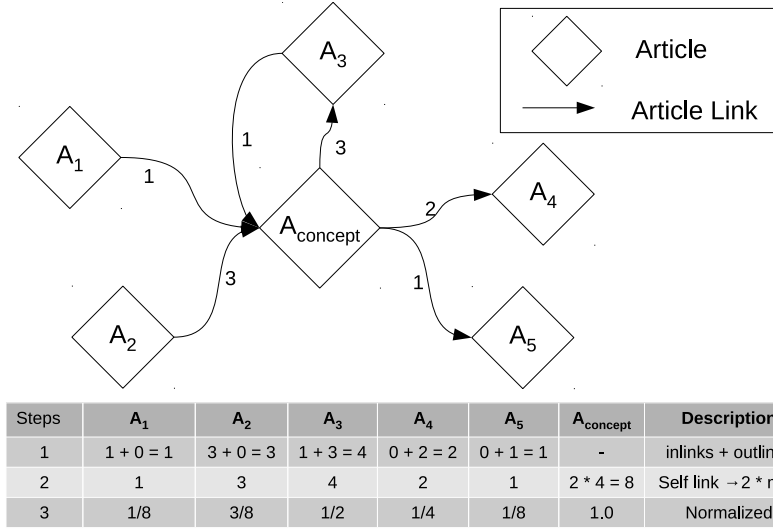 A3
Article
Article Link
1
3
A1
1
A4
2
Aconcept
3
1
A2
A5
Steps A1 A2 A3 A4 A5 Aconcept
1 1 + 0 = 1 3 + 0 = 3 1 + 3 = 4 0 + 2 = 2 0 + 1 = 1 - inlinks +
2 1 3 4 2 1 2 * 4 = 8 Self link →2 *
3 1/8 3/8 1/2 1/4 1/8 1.0 Normalized